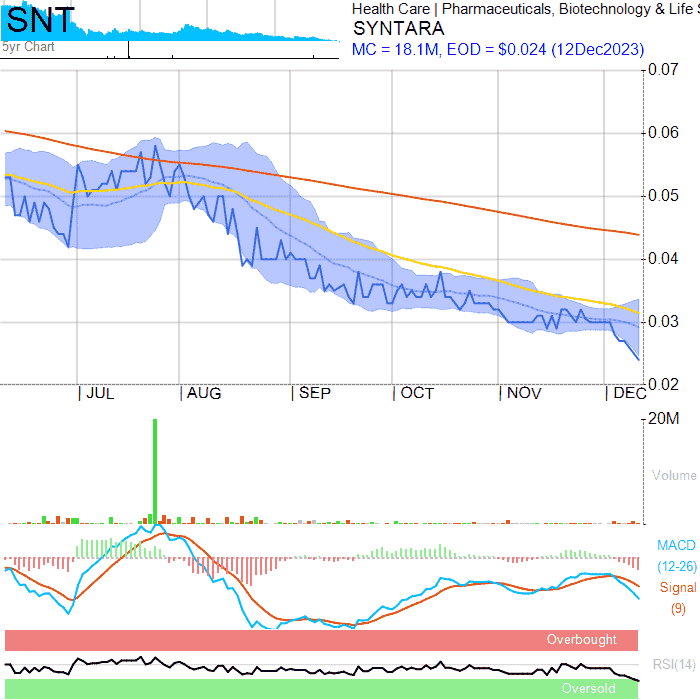 SNT
5yr Chart
Health Care | Pharmaceuticals, Biotechnology & Life S
SYNTARA
MC = 18.1M, EOD = $0.024 (12Dec2023)
0.07
0.06
0.05
0.04
0.03
0.02
| JUL
| AUG
| SEP
| OCT
| NOV
| DEC
20M
Volume
MACD
(12-26)
Signal
(9)
Overbought
RSI(14)
Oversold